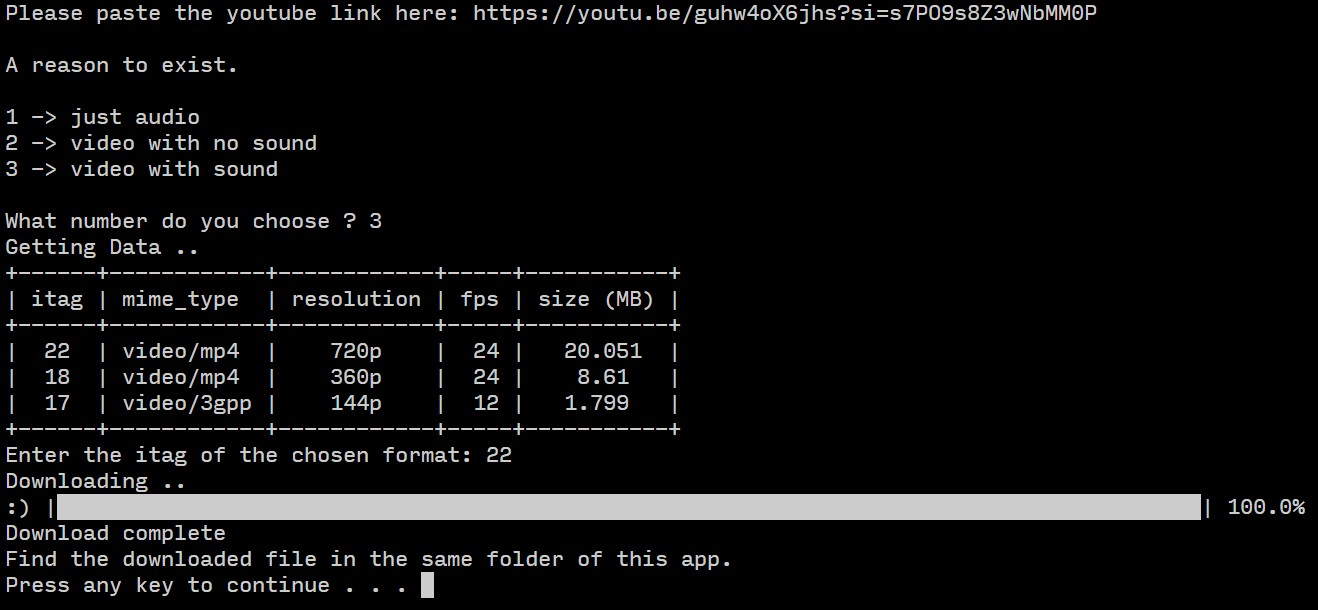 Please paste the youtube link here: https://youtu.be/guhw4oX6jhs?si=s7PO9s8Z3wNbMM0P
A reason to exist.
1 -> just audio
2 -> video with no sound
3 -> video with sound
What number do you choose ? 3
Getting Data ..
+------+------------+------------+-----+-----------+
| itag | mime_type  | resolution | fps | size (MB) |
+------+------------+------------+-----+-----------+
|  22  | video/mp4  |    720p    |  24 |   20.051  |
|  18  | video/mp4  |    360p    |  24 |    8.61   |
|  17  | video/3gpp |    144p    |  12 |   1.799   |
+------+------------+------------+-----+-----------+
Enter the itag of the chosen format: 22
Downloading ..
:) |█| 100.0%
Download complete
Find the downloaded file in the same folder of this app.
Press any key to continue . . .